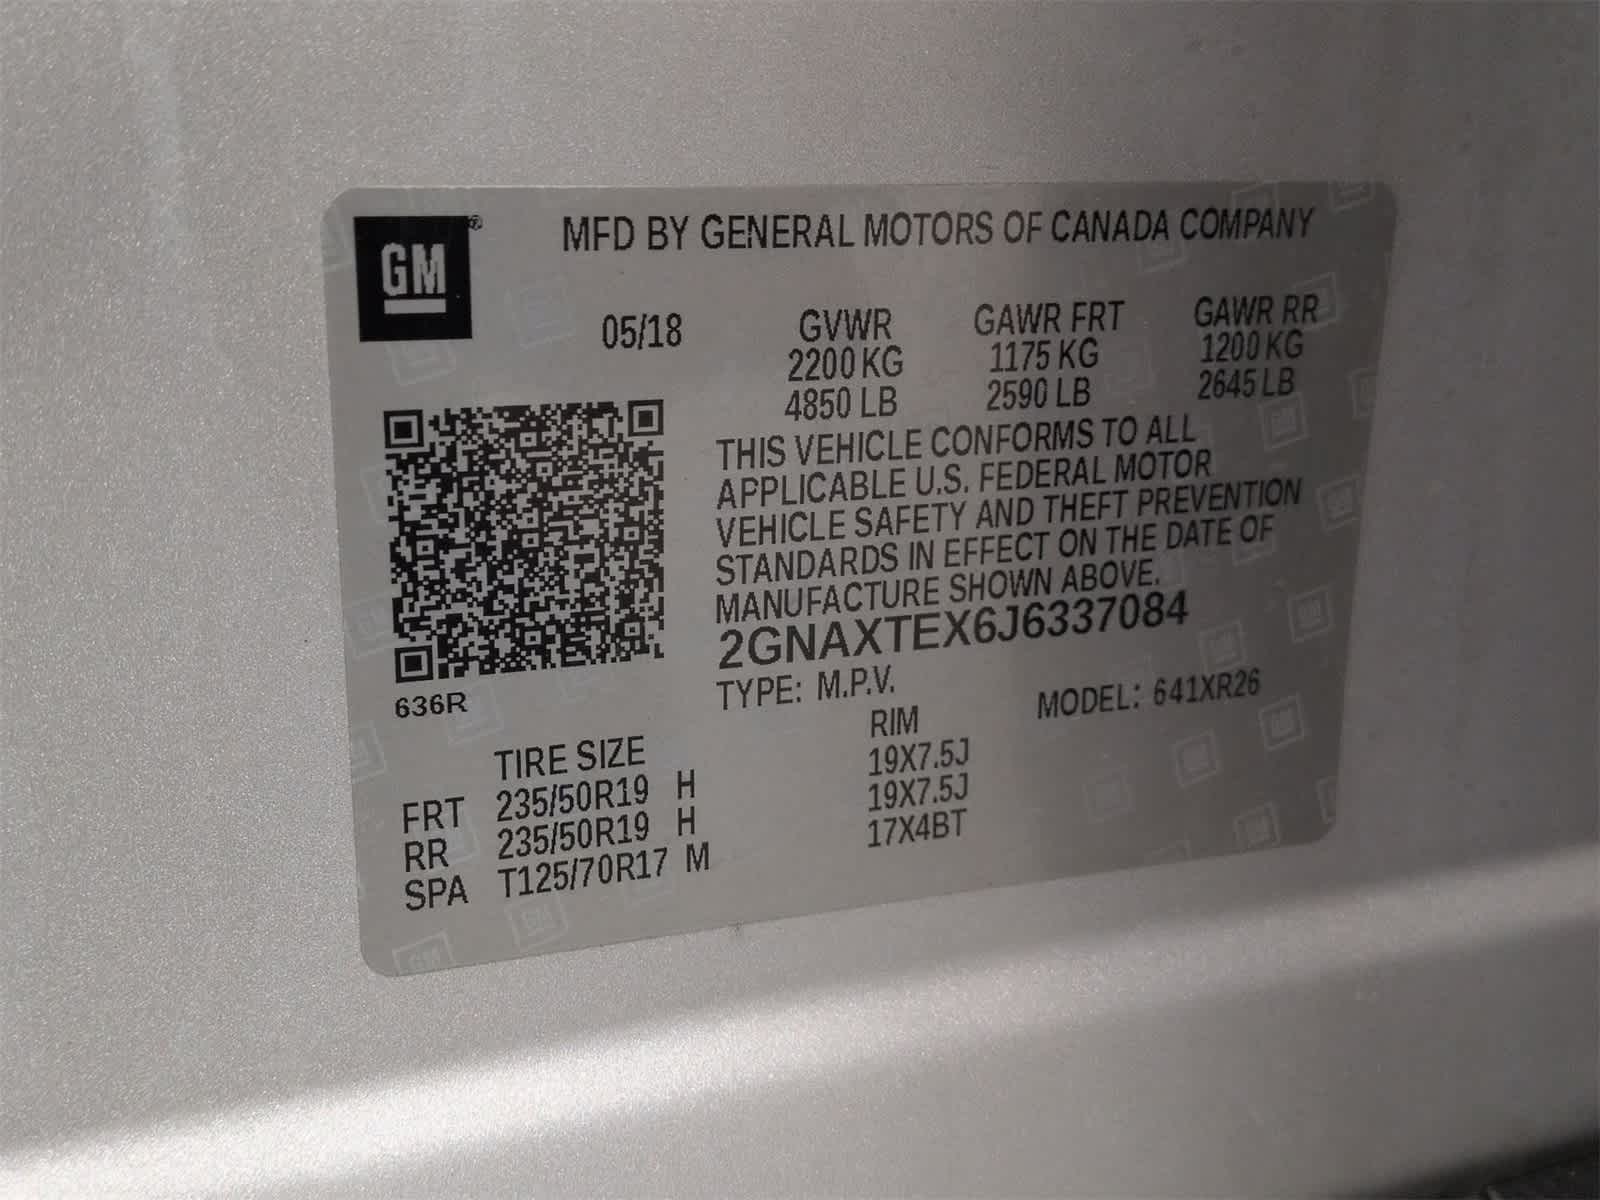 GM ®
MFD BY GENERAL MOTORS OF CANADA COMPANY
05/18 GVWR GAWR FRT GAWR RR
2200 KG 1175 KG 1200 KG
4850 LB 2590 LB 2645 LB
THIS VEHICLE CONFORMS TO ALL
APPLICABLE U.S. FEDERAL MOTOR
VEHICLE SAFETY AND THEFT PREVENTION
STANDARDS IN EFFECT ON THE DATE OF
MANUFACTURE SHOWN ABOVE.
2GNAXTEX6J6337084
636R
TYPE: M.P.V. MODEL: 641XR26
TIRE SIZE RIM
FRT 235/50R19 H 19X7.5J
RR 235/50R19 H 19X7.5J
SPA T125/70R17 M 17X4BT